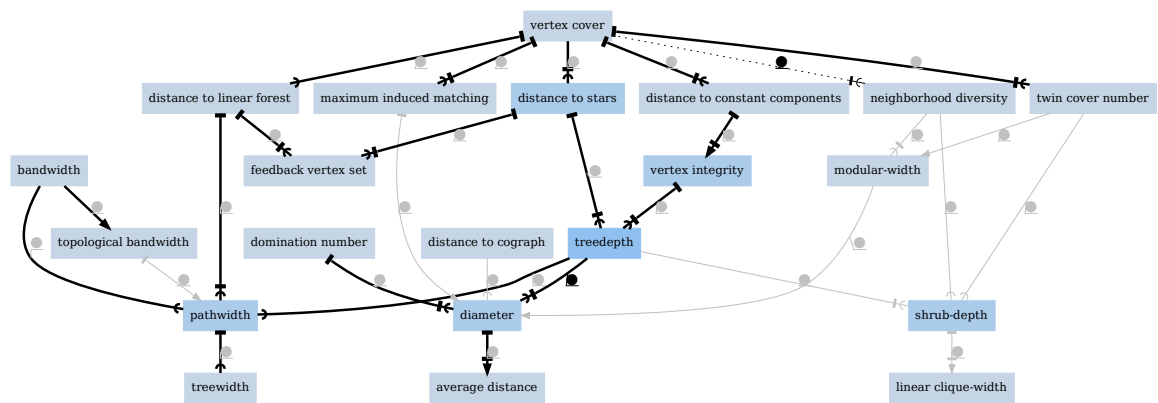 vertex cover
distance to linear forest
maximum induced matching
distance to stars
distance to constant components
neighborhood diversity
twin cover number
bandwidth
feedback vertex set
vertex integrity
modular-width
topological bandwidth
domination number
distance to cograph
treedepth
pathwidth
diameter
shrub-depth
treewidth
average distance
linear clique-width